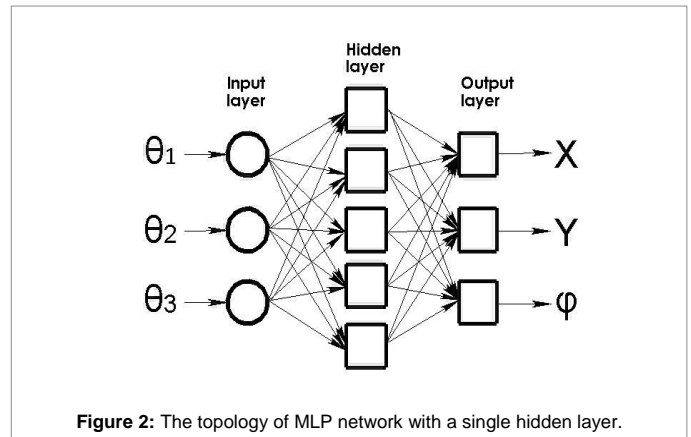 Hidden
layer
Input
layer
Output
layer
θ1
X
θ2
Y
θ3
φ
Figure 2: The topology of MLP network with a single hidden layer.